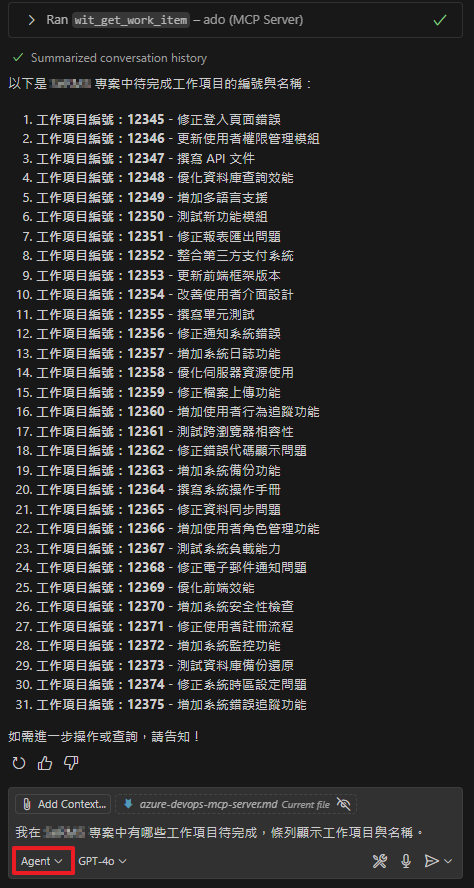 Ran wit_get_work_item – ado (MCP Server)
Summarized conversation history
以下是 專案中待完成工作項目的編號與名稱：
1. 工作項目編號：12345 - 修正登入頁面錯誤
2. 工作項目編號：12346 - 更新使用者權限管理模組
3. 工作項目編號：12347 - 撰寫 API 文件
4. 工作項目編號：12348 - 優化資料庫查詢效能
5. 工作項目編號：12349 - 增加多語言支援
6. 工作項目編號：12350 - 測試新功能模組
7. 工作項目編號：12351 - 修正報表匯出問題
8. 工作項目編號：12352 - 整合第三方支付系統
9. 工作項目編號：12353 - 更新前端框架版本
10. 工作項目編號：12354 - 改善使用者介面設計
11. 工作項目編號：12355 - 撰寫單元測試
12. 工作項目編號：12356 - 修正通知系統錯誤
13. 工作項目編號：12357 - 增加系統日誌功能
14. 工作項目編號：12358 - 優化伺服器資源使用
15. 工作項目編號：12359 - 修正檔案上傳功能
16. 工作項目編號：12360 - 增加使用者行為追蹤功能
17. 工作項目編號：12361 - 測試跨瀏覽器相容性
18. 工作項目編號：12362 - 修正錯誤代碼顯示問題
19. 工作項目編號：12363 - 增加系統備份功能
20. 工作項目編號：12364 - 撰寫系統操作手冊
21. 工作項目編號：12365 - 修正資料同步問題
22. 工作項目編號：12366 - 增加使用者角色管理功能
23. 工作項目編號：12367 - 測試系統負載能力
24. 工作項目編號：12368 - 修正電子郵件通知問題
25. 工作項目編號：12369 - 優化前端效能
26. 工作項目編號：12370 - 增加系統安全性檢查
27. 工作項目編號：12371 - 修正使用者註冊流程
28. 工作項目編號：12372 - 增加系統監控功能
29. 工作項目編號：12373 - 測試資料庫備份還原
30. 工作項目編號：12374 - 修正系統時區設定問題
31. 工作項目編號：12375 - 增加系統錯誤追蹤功能
如需進一步操作或查詢，請告知！
Add Context... azure-devops-mcp-server.md Current file
我在 專案中有哪些工作項目待完成，條列顯示工作項目與名稱。
Agent GPT-4o